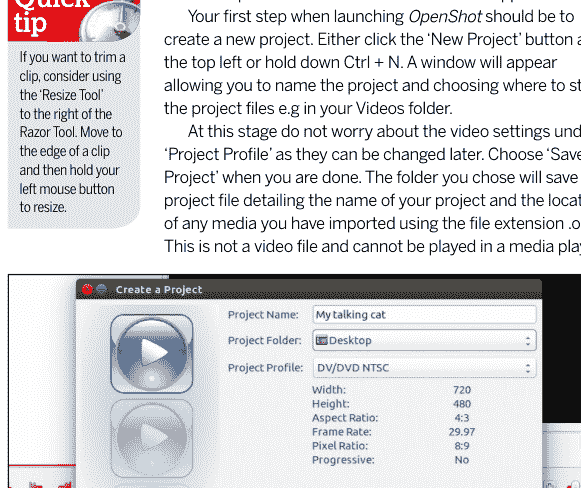 Quick
tip
If you want to trim a
clip, consider using
the ‘Resize Tool’
to the right of the
Razor Tool. Move to
the edge of a clip
and then hold your
left mouse button
to resize.
Your first step when launching OpenShot should be to
create a new project. Either click the ‘New Project’ button a
the top left or hold down Ctrl + N. A window will appear
allowing you to name the project and choosing where to st
the project files e.g in your Videos folder.
At this stage do not worry about the video settings und
‘Project Profile’ as they can be changed later. Choose ‘Save
Project’ when you are done. The folder you chose will save
project file detailing the name of your project and the locat
of any media you have imported using the file extension .o
This is not a video file and cannot be played in a media play
Create a Project
Project Name: My talking cat
Project Folder: Desktop
Project Profile: DV/DVD NTSC
Width: 720
Height: 480
Aspect Ratio: 4:3
Frame Rate: 29.97
Pixel Ratio: 8:9
Progressive: No